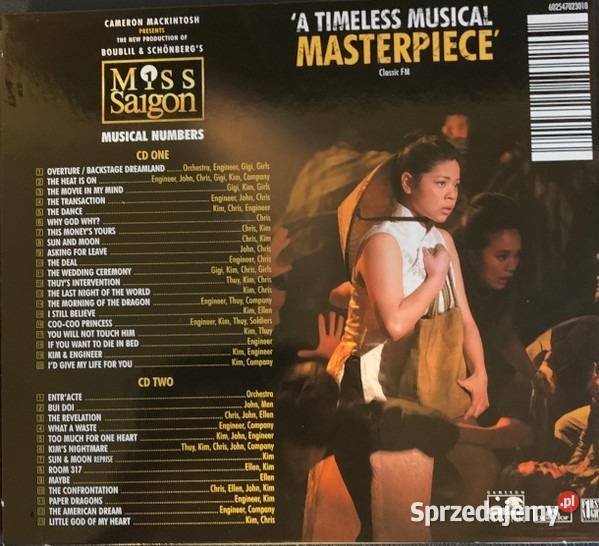 CAMERON MACKINTOSH
PRESENTS
THE NEW PRODUCTION OF
BOUBLIL & SCHÖNBERG'S
Miss
Saigon
MUSICAL NUMBERS
'A TIMELESS MUSICAL
MASTERPIECE'
Classic FM
602547023018
CD ONE
1 OVERTURE / BACKSTAGE DREAMLAND Orchestra, Engineer, Gigi, Girls
2 THE HEAT IS ON Engineer, John, Chris, Gigi, Kim, Company
3 THE MOVIE IN MY MIND Gigi, Kim, Girls
4 THE TRANSACTION Engineer, John, Chris
5 THE DANCE Kim, Chris, Engineer
6 WHY GOD WHY? Chris
7 THIS MONEY'S YOURS Chris, Kim
8 SUN AND MOON Chris, Kim
9 ASKING FOR LEAVE John, Chris
10 THE DEAL Engineer, Chris
11 THE WEDDING CEREMONY Gigi, Kim, Chris, Girls
12 THUY'S INTERVENTION Thuy, Kim, Chris
13 THE LAST NIGHT OF THE WORLD Kim, Chris
14 THE MORNING OF THE DRAGON Engineer, Thuy, Company
15 I STILL BELIEVE Kim, Ellen
16 COO-COO PRINCESS Engineer, Kim, Thuy, Soldiers
17 YOU WILL NOT TOUCH HIM Kim, Thuy
18 IF YOU WANT TO DIE IN BED Engineer
19 KIM & ENGINEER Kim, Engineer
20 I'D GIVE MY LIFE FOR YOU Kim, Company
CD TWO
1 ENTR'ACTE Orchestra
2 BUI DOI John, Men
3 THE REVELATION Chris, John, Ellen
4 WHAT A WASTE Engineer, Company
5 TOO MUCH FOR ONE HEART Kim, John, Engineer
6 KIM'S NIGHTMARE Thuy, Kim, Chris, John, Company
7 SUN & MOON REPRISE Kim
8 ROOM 317 Ellen, Kim
9 MAYBE Ellen
10 THE CONFRONTATION Chris, Ellen, John, Kim
11 PAPER DRAGONS Engineer, Kim
12 THE AMERICAN DREAM Engineer, Company
13 LITTLE GOD OF MY HEART Kim, Chris
Sprzedajemy.pl